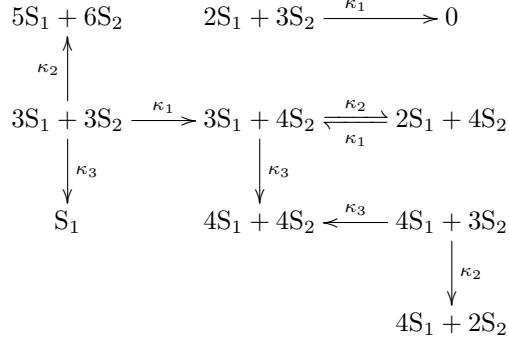 5S₁ + 6S₂ 2S₁ + 3S₂ κ₁ 0
κ₂
3S₁ + 3S₂ κ₁ 3S₁ + 4S₂ κ₂ κ₁ 2S₁ + 4S₂
κ₃ κ₃
S₁ 4S₁ + 4S₂ κ₃ 4S₁ + 3S₂
κ₂
4S₁ + 2S₂